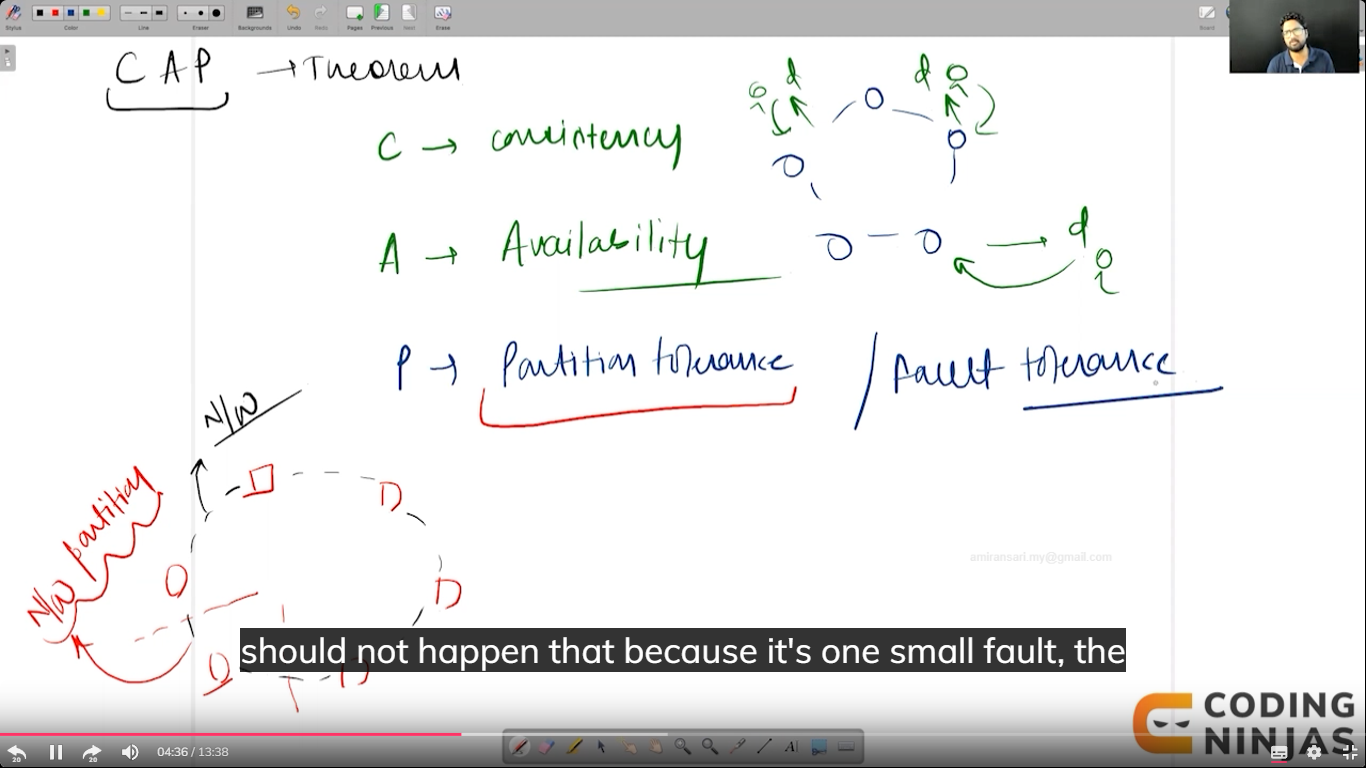 Stylus
Color
Line
Eraser
Backgrounds
Undo
Redo
Pages
Previous
Next
Erase
Board
CAP → Theorem
C → consistency
A → Availability
P → Partition tolerance / fault tolerance
d
d
d
N/W
N/W partition
amiransari.my@gmail.com
should not happen that because it's one small fault, the
CODING
NINJAS
20
20
04:36 / 13:38